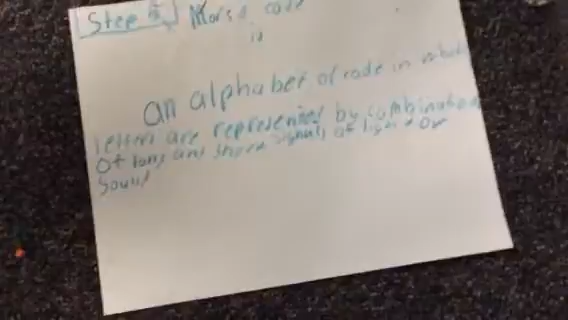 Step Morse code
is
an alphabet or code in which
letters are represented by combinations
Of long and short signals of light or
Sound